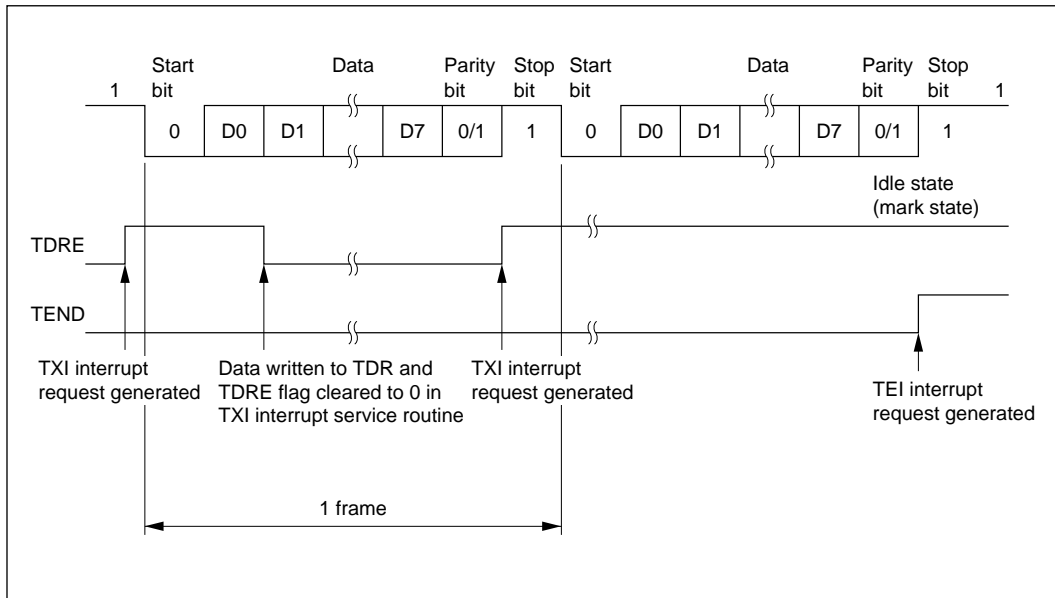 Start bit
Data
Parity bit
Stop bit
Start bit
Data
Parity bit
Stop bit
1
1
0
D0
D1
D7
0/1
1
0
D0
D1
D7
0/1
1
Idle state
(mark state)
TDRE
TEND
TXI interrupt
request generated
Data written to TDR and
TDRE flag cleared to 0 in
TXI interrupt service routine
TXI interrupt
request generated
TEI interrupt
request generated
1 frame